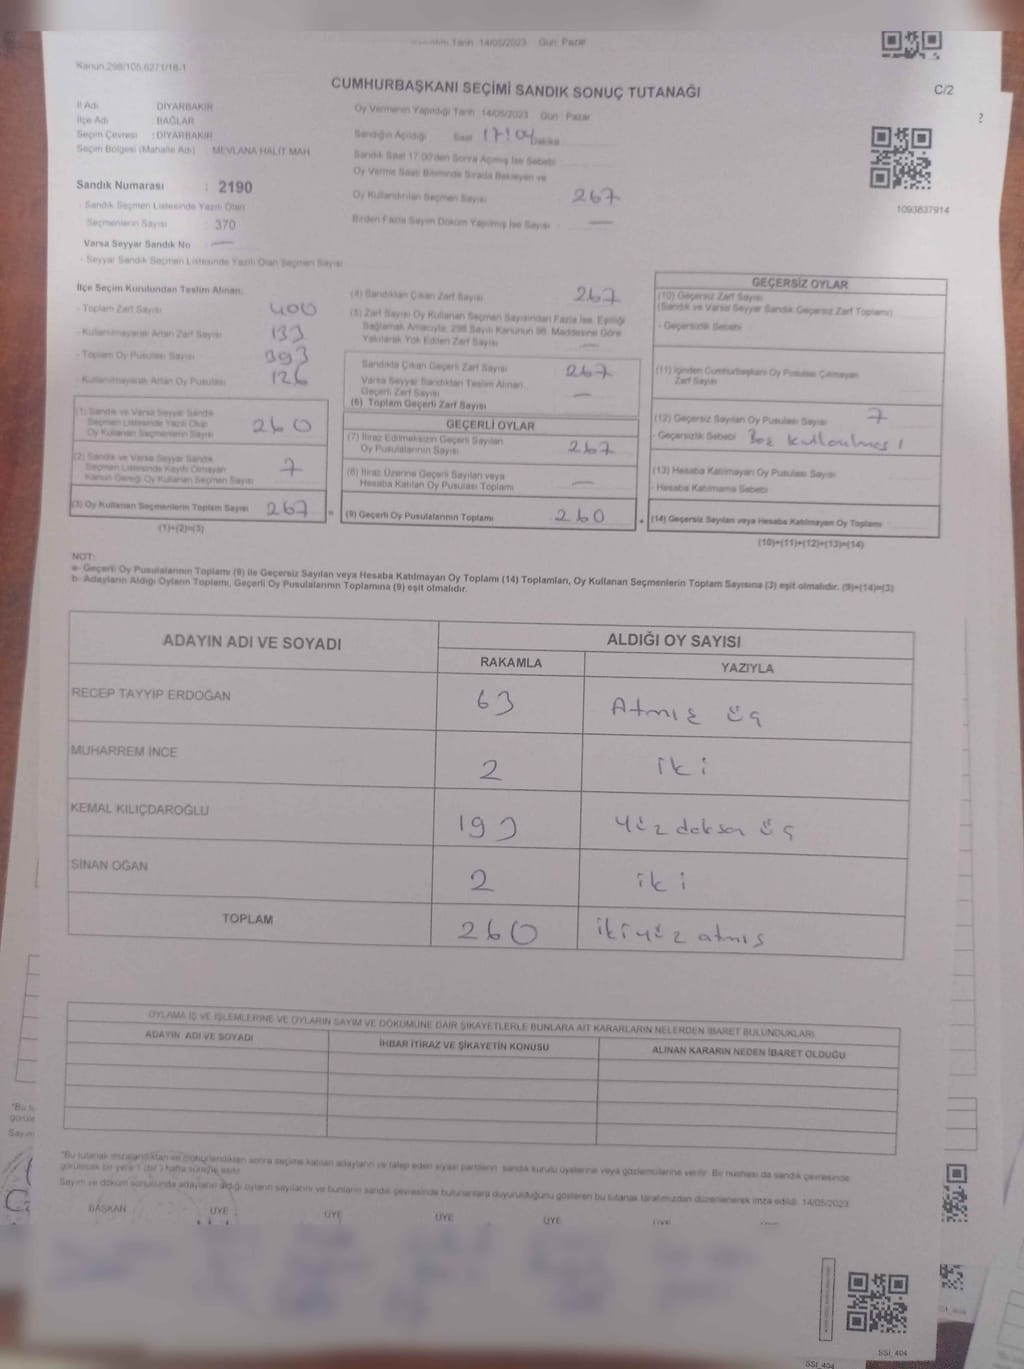 Tarih 14/05/2023 Gün: Pazar
Kanun.298/105,6271/18-1
CUMHURBAŞKANI SEÇİMİ SANDIK SONUÇ TUTANAĞI
C/2
İl Adı DİYARBAKIR
İlçe Adı BAĞLAR
Seçim Çevresi : DİYARBAKIR
Seçim Bölgesi (Mahalle Adı) MEVLANA HALİT MAH.
Oy Vermenin Yapıldığı Tarih 14/05/2023 Gün Pazar
Sandığın Açıldığı Saat 17:04 Dakika
Sandık Saat 17:00'den Sonra Açılmış İse Sebebi
Oy Verme Saati Bitiminde Sırada Bekleyen ve
Oy Kullandırılan Seçmen Sayısı 267
Birden Fazla Sayım Döküm Yapılmış İse Sayısı : —
1093637914
Sandık Numarası : 2190
- Sandık Seçmen Listesinde Yazılı Olan
Seçmenlerin Sayısı : 370
Varsa Seyyar Sandık No : —
- Seyyar Sandık Seçmen Listesinde Yazılı Olan Seçmen Sayısı
İlçe Seçim Kurulundan Teslim Alınan;
- Toplam Zarf Sayısı 400
- Kullanılmayarak Artan Zarf Sayısı 133
- Toplam Oy Pusulası Sayısı 393
- Kullanılmayarak Artan Oy Pusulası 126
(1) Sandık ve Varsa Seyyar Sandık
Seçmen Listesinde Yazılı Olup
Oy Kullanan Seçmenlerin Sayısı 260
(2) Sandık ve Varsa Seyyar Sandık
Seçmen Listesinde Kayıtlı Olmayan
Kanun Gereği Oy Kullanan Seçmen Sayısı 7
(3) Oy Kullanan Seçmenlerin Toplam Sayısı 267
(1)+(2)=(3)
(4) Sandıktan Çıkan Zarf Sayısı 267
(5) Zarf Sayısı Oy Kullanan Seçmen Sayısından Fazla İse, Eşitliği
Sağlamak Amacıyla; 298 Sayılı Kanunun 98. Maddesine Göre
Yakılarak Yok Edilen Zarf Sayısı —
Sandıkta Çıkan Geçerli Zarf Sayısı 267
Varsa Seyyar Sandıktan Teslim Alınan
Geçerli Zarf Sayısı —
(6) Toplam Geçerli Zarf Sayısı
GEÇERLİ OYLAR
(7) İtiraz Edilmeksizin Geçerli Sayılan
Oy Pusulalarının Sayısı 267
(8) İtiraz Üzerine Geçerli Sayılan veya
Hesaba Katılan Oy Pusulası Toplamı —
(9) Geçerli Oy Pusulalarının Toplamı 260
GEÇERSİZ OYLAR
(10) Geçersiz Zarf Sayısı
(Sandık ve Varsa Seyyar Sandık Geçersiz Zarf Toplamı)
- Geçersizlik Sebebi
(11) İçinden Cumhurbaşkanı Oy Pusulası Çıkmayan
Zarf Sayısı
(12) Geçersiz Sayılan Oy Pusulası Sayısı 7
- Geçersizlik Sebebi Boş kullanılmış
(13) Hesaba Katılmayan Oy Pusulası Sayısı
- Hesaba Katılmama Sebebi
(14) Geçersiz Sayılan veya Hesaba Katılmayan Oy Toplamı
(10)+(11)+(12)+(13)=(14)
NOT:
a- Geçerli Oy Pusulalarının Toplamı (9) ile Geçersiz Sayılan veya Hesaba Katılmayan Oy Toplamı (14) Toplamları, Oy Kullanan Seçmenlerin Toplam Sayısına (3) eşit olmalıdır. (9)+(14)=(3)
b- Adayların Aldığı Oyların Toplamı, Geçerli Oy Pusulalarının Toplamına (9) eşit olmalıdır.
ADAYIN ADI VE SOYADI
ALDIĞI OY SAYISI
RAKAMLA YAZIYLA
RECEP TAYYİP ERDOĞAN 63 Atmış üç
MUHARREM İNCE 2 iki
KEMAL KILIÇDAROĞLU 193 Yüz doksan üç
SİNAN OĞAN 2 iki
TOPLAM 260 ikiyüz atmış
OYLAMA İŞ VE İŞLEMLERİNE VE OYLARIN SAYIM VE DÖKÜMÜNE DAİR ŞİKAYETLERLE BUNLARA AİT KARARLARIN NELERDEN İBARET BULUNDUKLARI
ADAYIN ADI VE SOYADI
İHBAR İTİRAZ VE ŞİKAYETİN KONUSU
ALINAN KARARIN NEDEN İBARET OLDUĞU
*Bu tutanak imzalandıktan ve mühürlendikten sonra seçime katılan adayların ve talep eden siyasi partilerin sandık kurulu üyelerine veya gözlemcilerine verilir. Bir nüshası da sandık çevresinde
görülecek bir yere 1 (bir) hafta süreyle asılır.
Sayım ve döküm sonucunda adayların aldığı oyların sayılarını ve bunların sandık çevresinde bulunanlara duyurulduğunu gösteren bu tutanak tarafımızdan düzenlenerek imza edildi. 14/05/2023
BAŞKAN ÜYE ÜYE ÜYE ÜYE
SSI_404
SSI_404